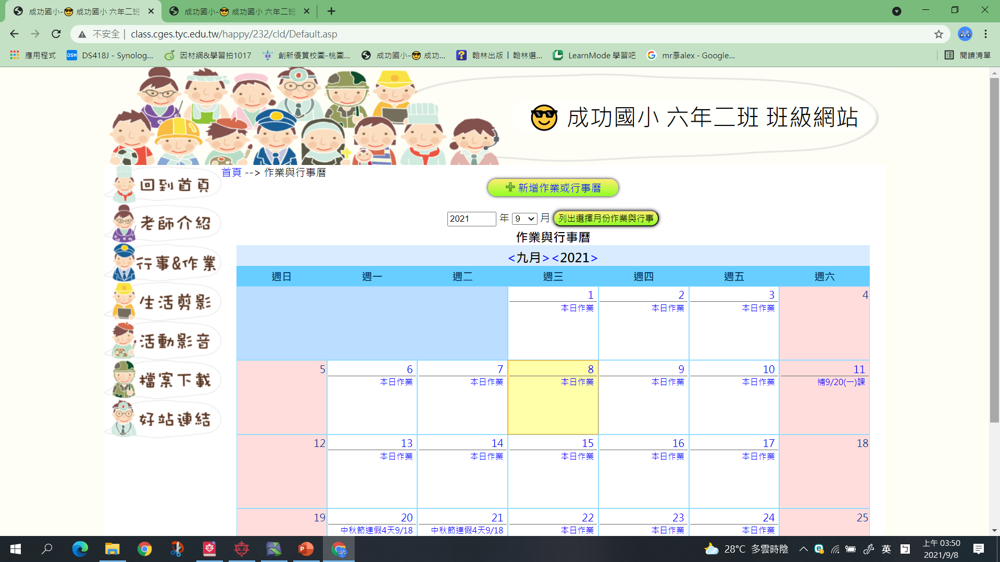 成功國小-😎 成功國小 六年二班
成功國小-😎 成功國小 六年二班
不安全 | class.cges.tyc.edu.tw/happy/232/cld/Default.asp
應用程式 DS418J - Synolog... 因材網&學習拍1017 創新優質校園-桃園... 成功國小-😎 成功... 翰林出版 | 翰林選... LearnMode 學習吧 mr彥alex - Google... 閱讀清單
😎 成功國小 六年二班 班級網站
回到首頁
老師介紹
行事&作業
生活剪影
活動影音
檔案下載
好站連結
首頁 --> 作業與行事曆
新增作業或行事曆
2021 年 9 月 列出選擇月份作業與行事
作業與行事曆
<九月><2021>
週日 週一 週二 週三 週四 週五 週六
1 2 3 4
本日作業 本日作業 本日作業
5 6 7 8 9 10 11
本日作業 本日作業 本日作業 本日作業 本日作業 補9/20(一)課
12 13 14 15 16 17 18
本日作業 本日作業 本日作業 本日作業 本日作業
19 20 21 22 23 24 25
中秋節連假4天9/18 中秋節連假4天9/18 本日作業 本日作業 本日作業
28°C 多雲時陰 英 上午 03:50
2021/9/8